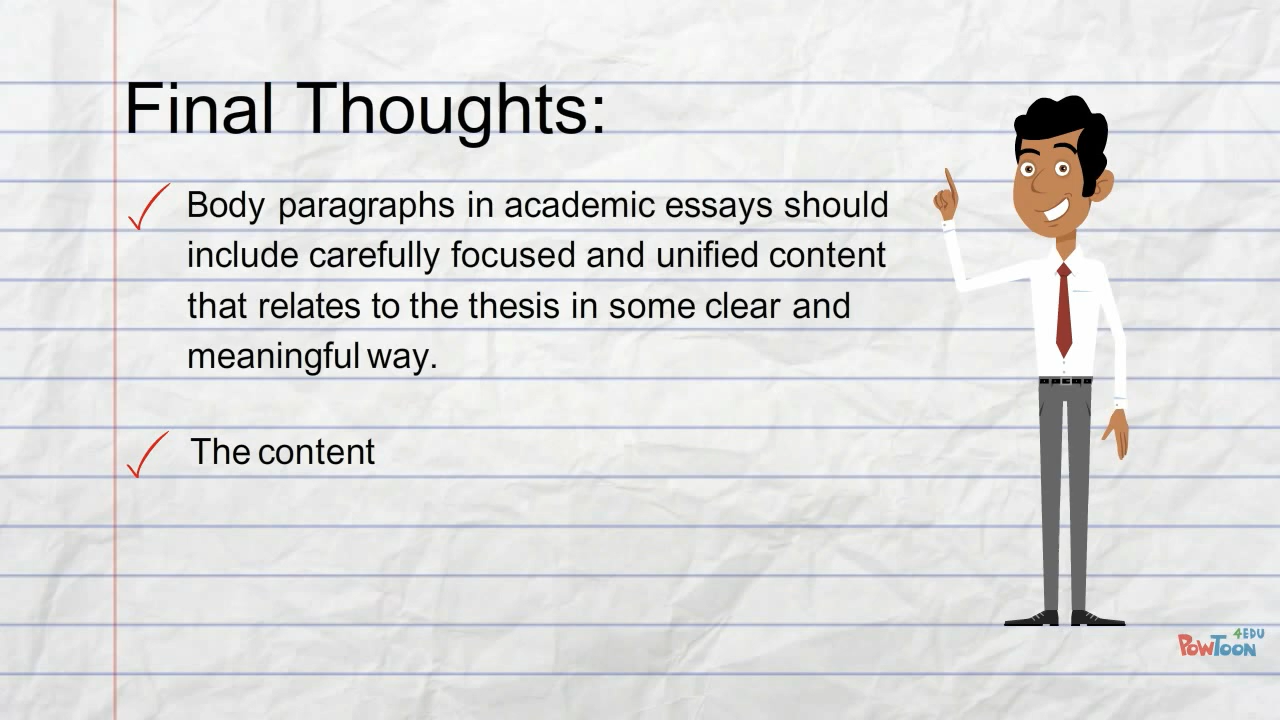 Final Thoughts:
Body paragraphs in academic essays should
include carefully focused and unified content
that relates to the thesis in some clear and
meaningful way.
The content
4EDU
POWTOON